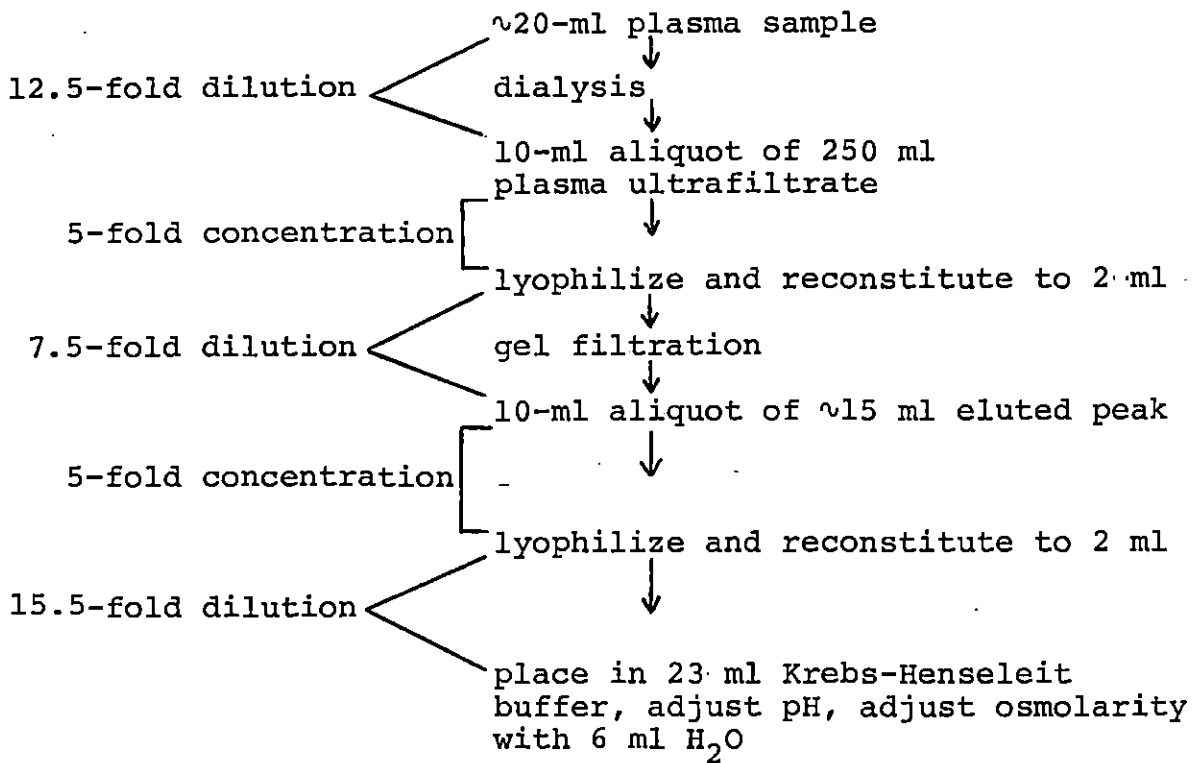 ~20-ml plasma sample
12.5-fold dilution
dialysis
10-ml aliquot of 250 ml
plasma ultrafiltrate
5-fold concentration
lyophilize and reconstitute to 2 ml
7.5-fold dilution
gel filtration
10-ml aliquot of ~15 ml eluted peak
5-fold concentration
lyophilize and reconstitute to 2 ml
15.5-fold dilution
place in 23 ml Krebs-Henseleit
buffer, adjust pH, adjust osmolarity
with 6 ml H₂O